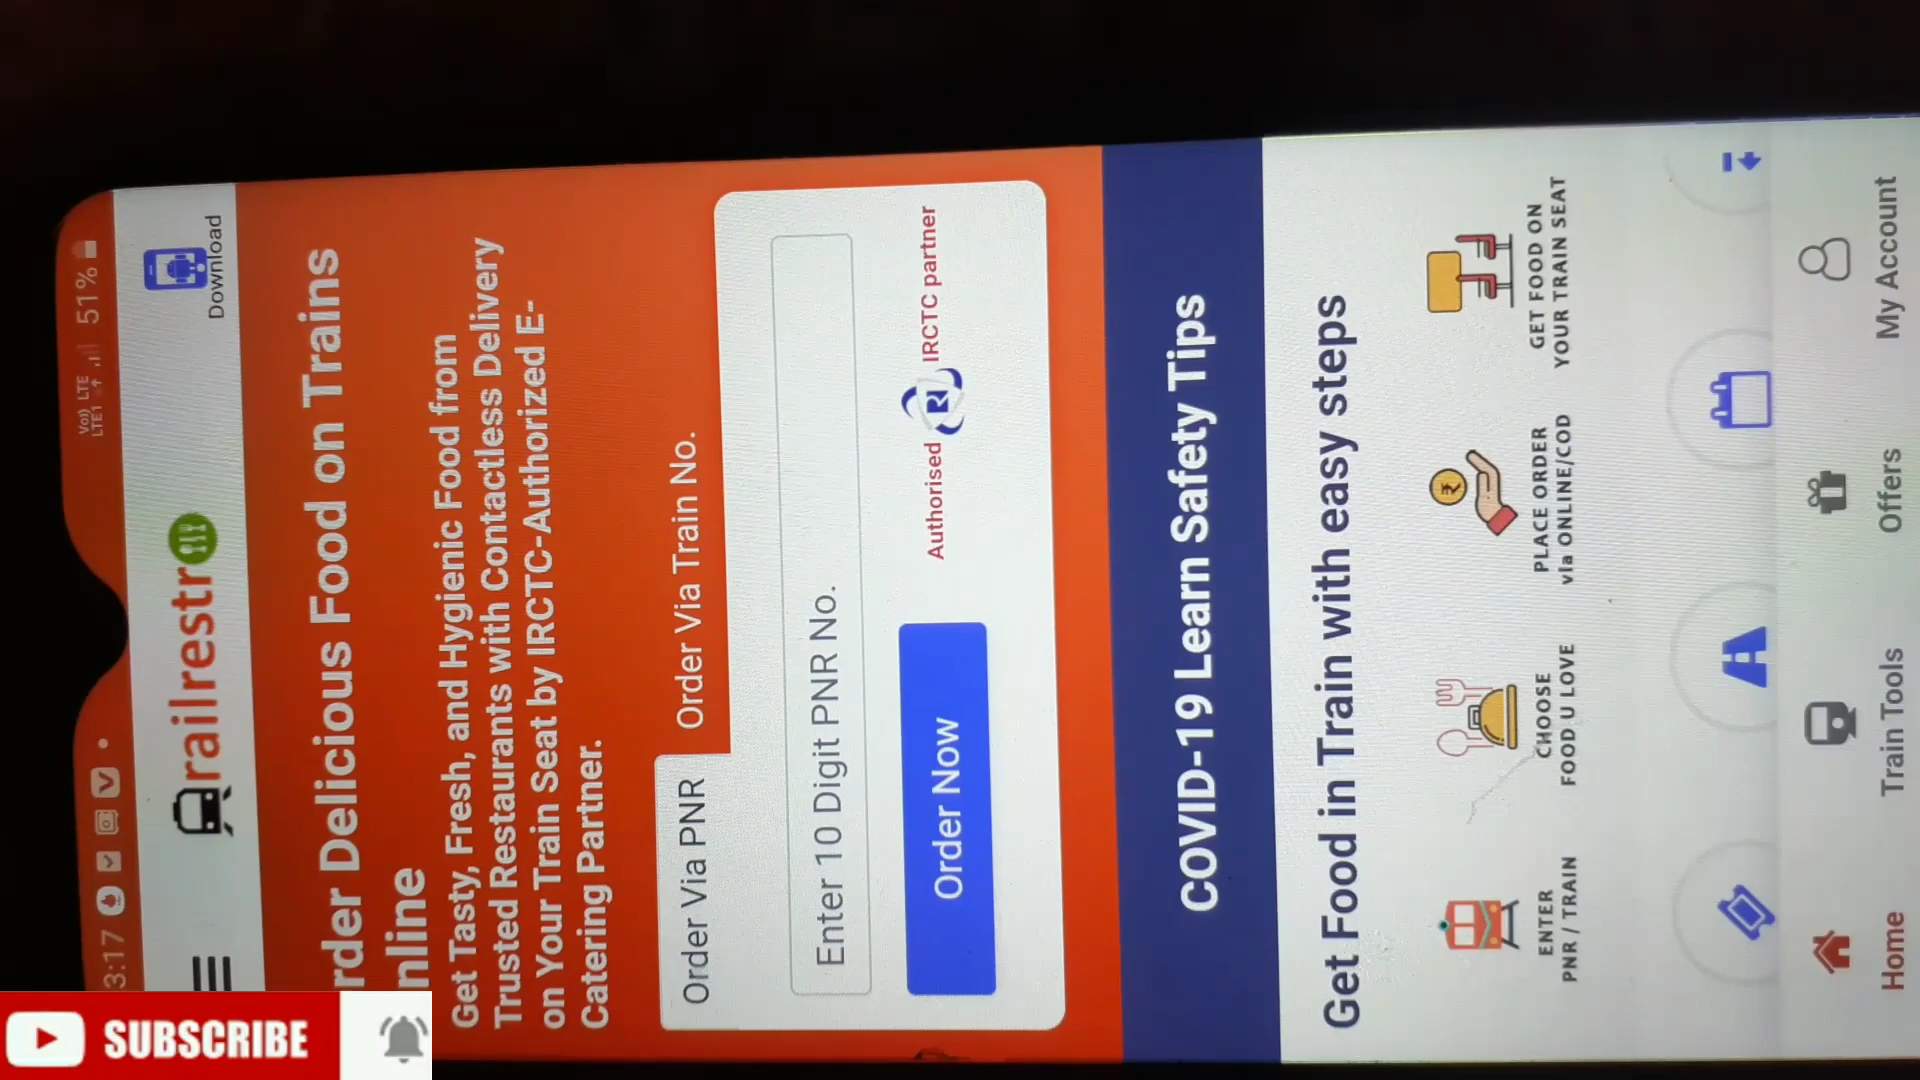 3:17
Voo) LTE
LTE1
51%
railrestro
Download
rder Delicious Food on Trains
nline
Get Tasty, Fresh, and Hygienic Food from
Trusted Restaurants with Contactless Delivery
on Your Train Seat by IRCTC-Authorized E-
Catering Partner.
Order Via PNR
Order Via Train No.
Enter 10 Digit PNR No.
Order Now
Authorised IRCTC partner
COVID-19 Learn Safety Tips
Get Food in Train with easy steps
ENTER
PNR / TRAIN
CHOOSE
FOOD U LOVE
PLACE ORDER
via ONLINE/COD
GET FOOD ON
YOUR TRAIN SEAT
Home
Train Tools
Offers
My Account
SUBSCRIBE